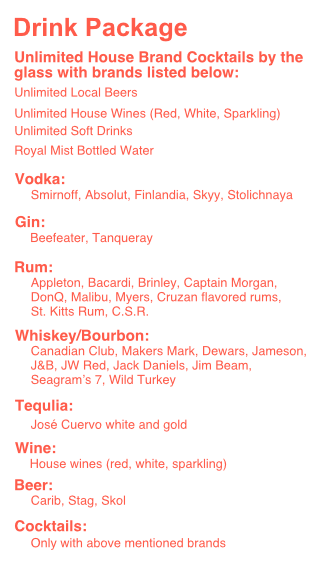 Drink Package
Unlimited House Brand Cocktails by the
glass with brands listed below:
Unlimited Local Beers
Unlimited House Wines (Red, White, Sparkling)
Unlimited Soft Drinks
Royal Mist Bottled Water
Vodka:
Smirnoff, Absolut, Finlandia, Skyy, Stolichnaya
Gin:
Beefeater, Tanqueray
Rum:
Appleton, Bacardi, Brinley, Captain Morgan,
DonQ, Malibu, Myers, Cruzan flavored rums,
St. Kitts Rum, C.S.R.
Whiskey/Bourbon:
Canadian Club, Makers Mark, Dewars, Jameson,
J&B, JW Red, Jack Daniels, Jim Beam,
Seagram's 7, Wild Turkey
Tequlia:
José Cuervo white and gold
Wine:
House wines (red, white, sparkling)
Beer:
Carib, Stag, Skol
Cocktails:
Only with above mentioned brands